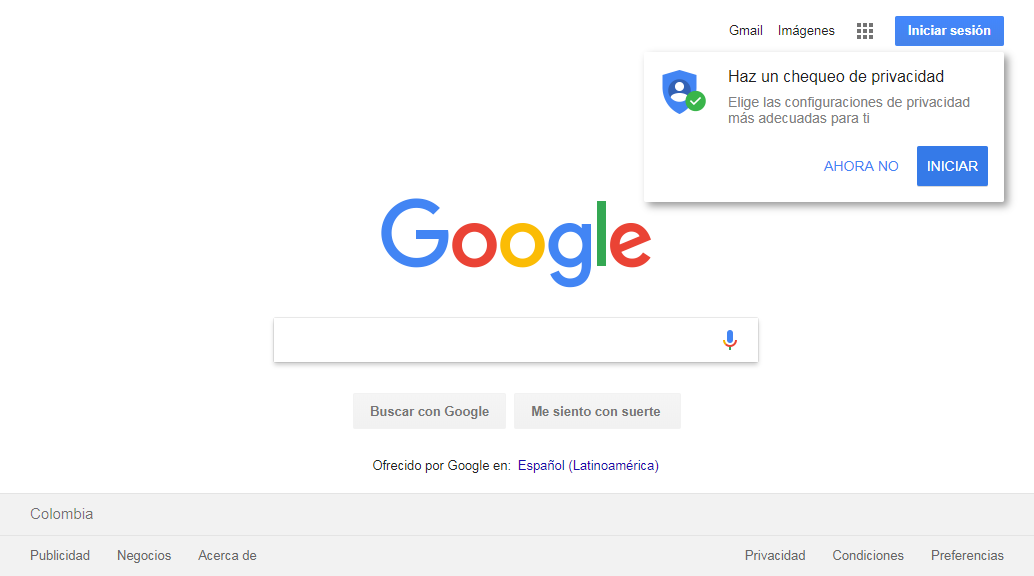 Gmail Imágenes Iniciar sesión
Haz un chequeo de privacidad
Elige las configuraciones de privacidad
más adecuadas para ti
AHORA NO INICIAR
Google
Buscar con Google Me siento con suerte
Ofrecido por Google en: Español (Latinoamérica)
Colombia
Publicidad Negocios Acerca de Privacidad Condiciones Preferencias